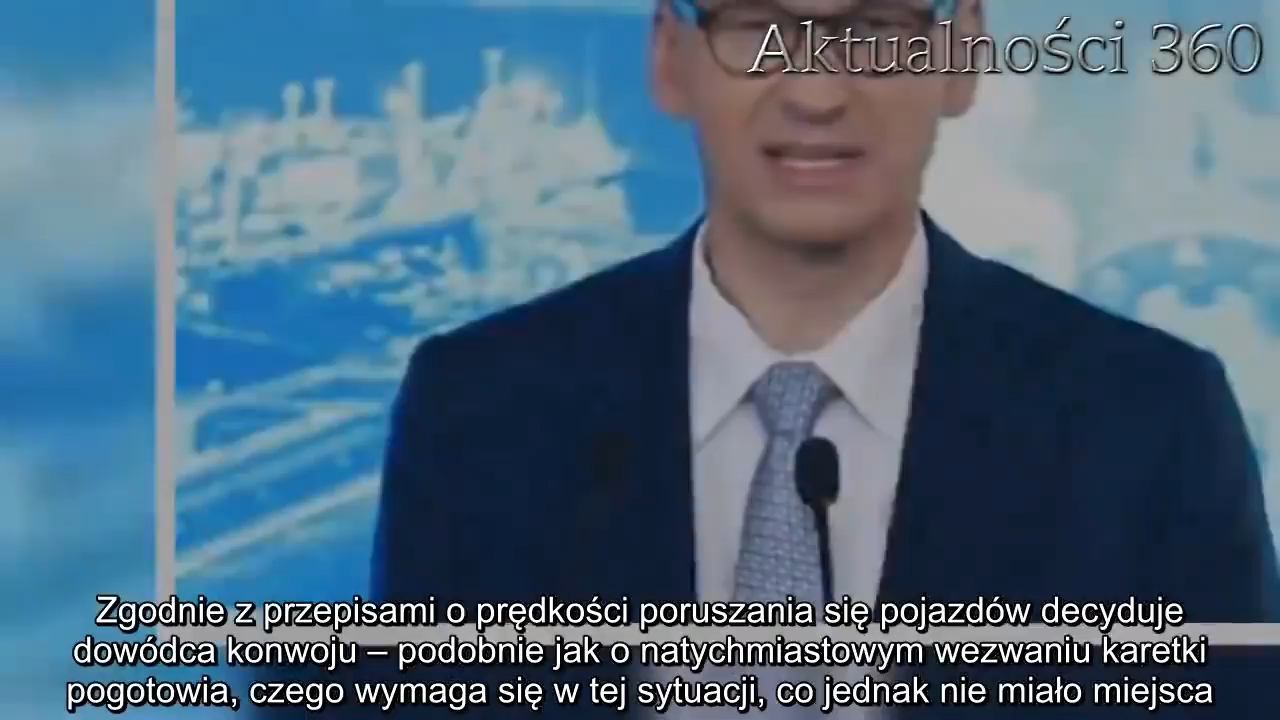 Aktualności 360
Zgodnie z przepisami o prędkości poruszania się pojazdów decyduje
dowódca konwoju – podobnie jak o natychmiastowym wezwaniu karetki
pogotowia, czego wymaga się w tej sytuacji, co jednak nie miało miejsca